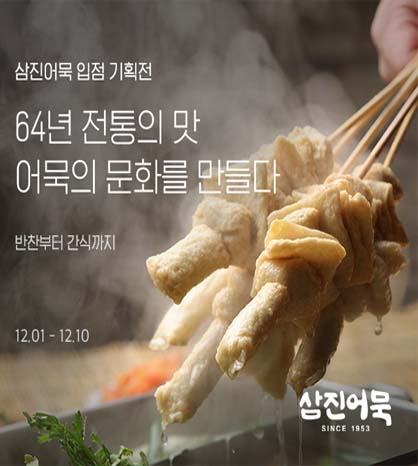 삼진어묵 입점 기획전
64년 전통의 맛
어묵의 문화를 만들다
반찬부터 간식까지
12.01 - 12.10
삼진어묵
SINCE 1953